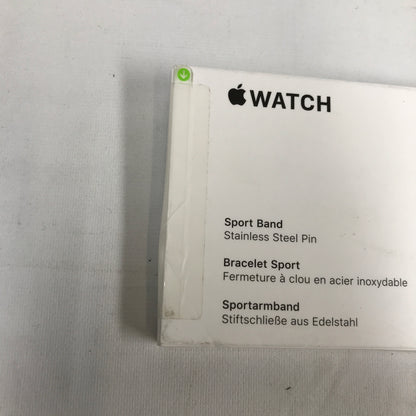 WATCH
Sport Band
Stainless Steel Pin
Bracelet Sport
Fermeture à clou en acier inoxydable
Sportarmband
Stiftschließe aus Edelstahl